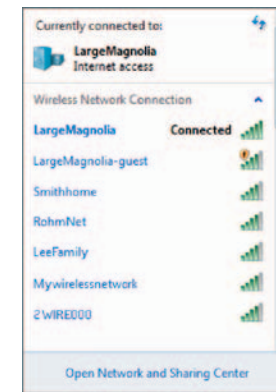 Currently connected to:
LargeMagnolia
Internet access
Wireless Network Connection
LargeMagnolia Connected
LargeMagnolia-guest
Smithhome
RohmNet
LeeFamily
Mywirelessnetwork
2WIRE000
Open Network and Sharing Center